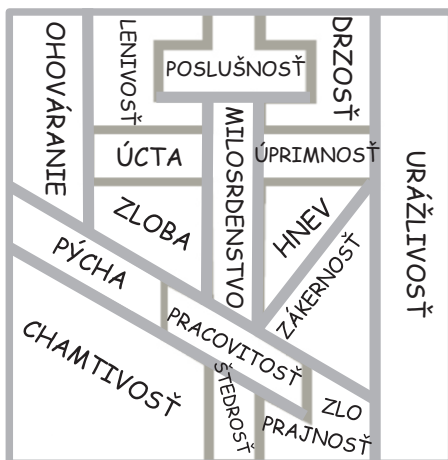 OHOVÁRANIE
LENIVOSŤ
POSLUŠNOSŤ
DRZOSŤ
URÁŽLIVOSŤ
ÚCTA
MILOSRDENSTVO
ÚPRIMNOSŤ
ZLOBA
HNEV
PÝCHA
ZÁKERNOSŤ
PRACOVITOSŤ
CHAMTIVOSŤ
ŠTEDROSŤ
ZLO
PRAJNOSŤ